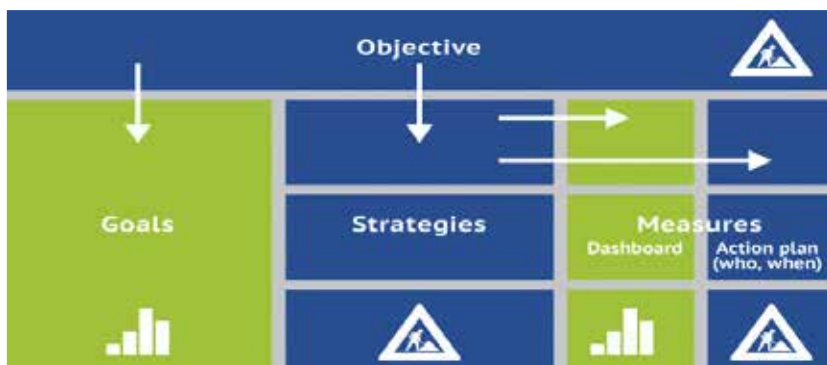 Objective
Goals
Strategies
Measures
Dashboard
Action plan
(who, when)